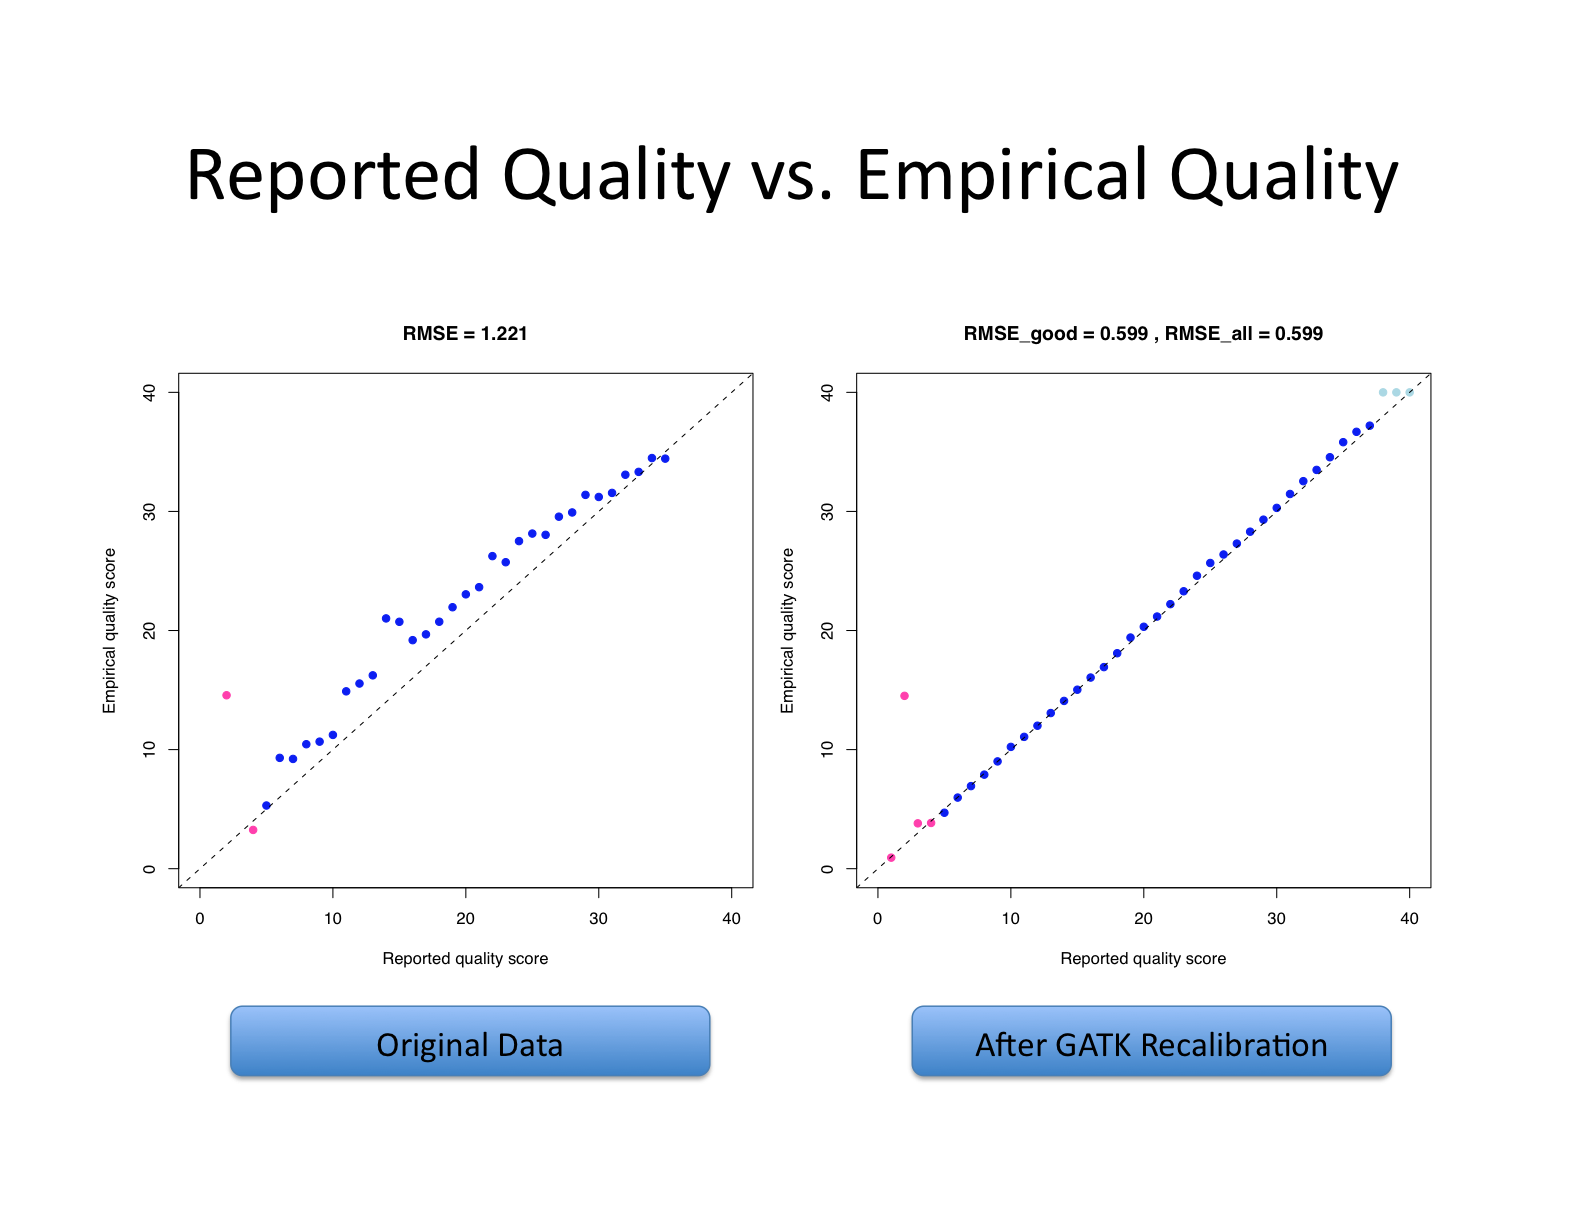 Reported Quality vs. Empirical Quality
RMSE = 1.221
40
30
20
10
0
Empirical quality score
0 10 20 30 40
Reported quality score
Original Data
RMSE_good = 0.599 , RMSE_all = 0.599
40
30
20
10
0
Empirical quality score
0 10 20 30 40
Reported quality score
After GATK Recalibration